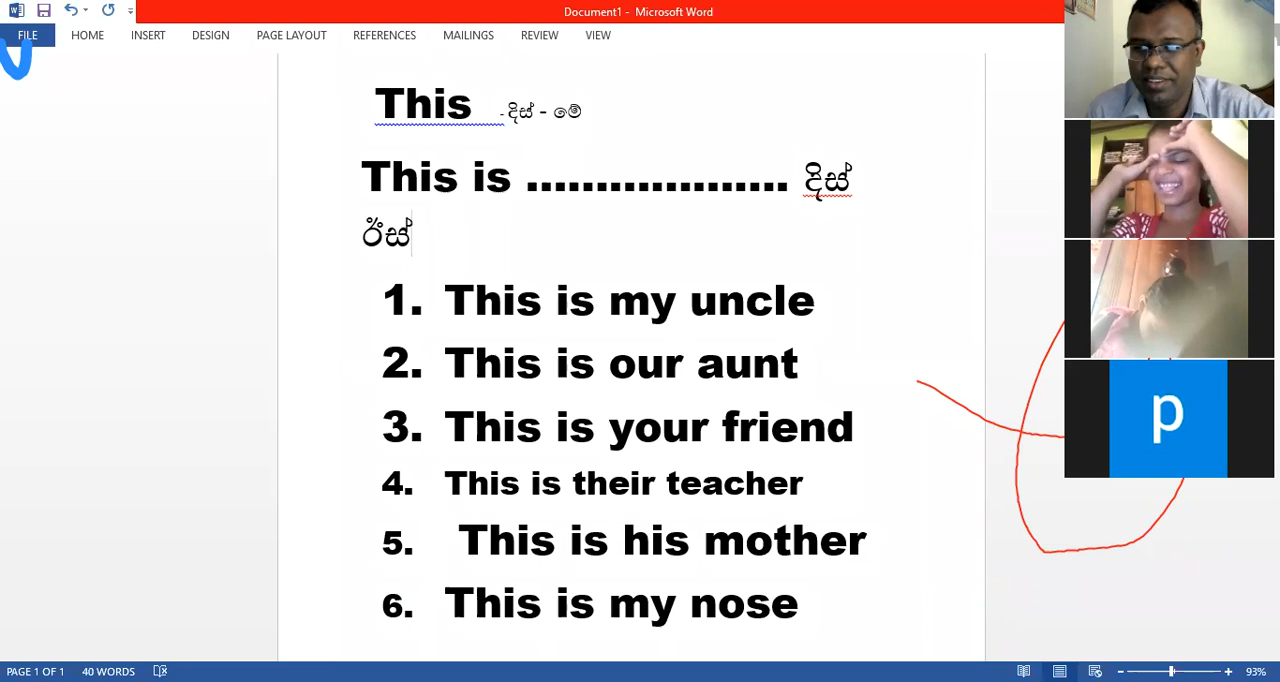 Document1 - Microsoft Word
FILE HOME INSERT DESIGN PAGE LAYOUT REFERENCES MAILINGS REVIEW VIEW
This - දිස් - මේ
This is ................... දිස්
ඊස්
1. This is my uncle
2. This is our aunt
3. This is your friend
4. This is their teacher
5. This is his mother
6. This is my nose
p
PAGE 1 OF 1 40 WORDS 93%